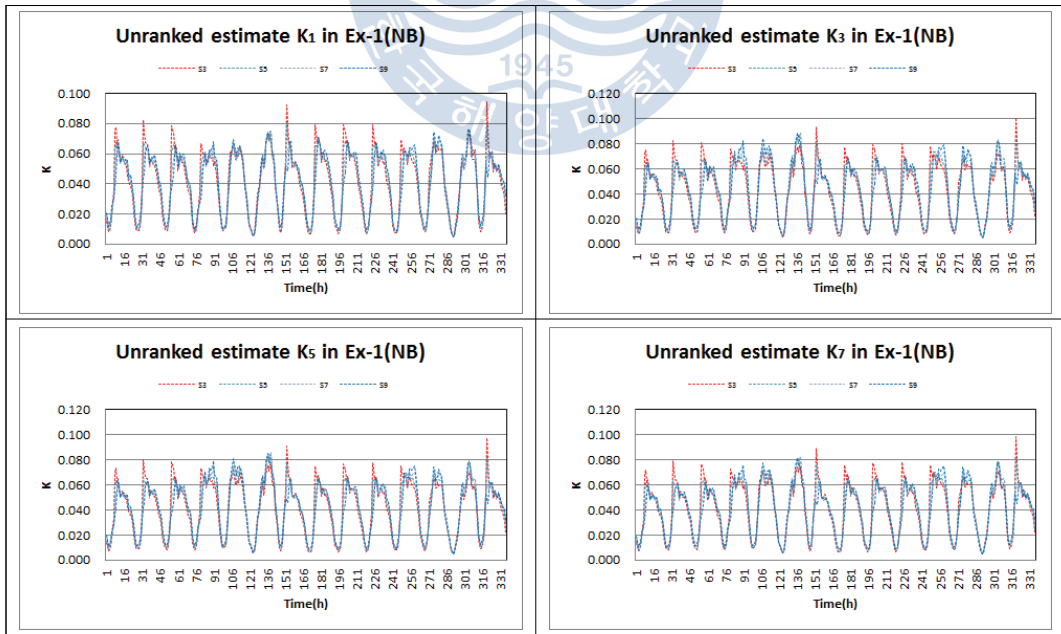 1945
국해양대학교
Unranked estimate K₁ in Ex-1(NB)
S3 S5 S7 S9
0.100
0.080
0.060
0.040
0.020
0.000
K
1 16 31 46 61 76 91 106 121 136 151 166 181 196 211 226 241 256 271 286 301 316 331
Time(h)
Unranked estimate K₃ in Ex-1(NB)
S3 S5 S7 S9
0.120
0.100
0.080
0.060
0.040
0.020
0.000
K
1 16 31 46 61 76 91 106 121 136 151 166 181 196 211 226 241 256 271 286 301 316 331
Time(h)
Unranked estimate K₅ in Ex-1(NB)
S3 S5 S7 S9
0.120
0.100
0.080
0.060
0.040
0.020
0.000
K
1 16 31 46 61 76 91 106 121 136 151 166 181 196 211 226 241 256 271 286 301 316 331
Time(h)
Unranked estimate K₇ in Ex-1(NB)
S3 S5 S7 S9
0.120
0.100
0.080
0.060
0.040
0.020
0.000
K
1 16 31 46 61 76 91 106 121 136 151 166 181 196 211 226 241 256 271 286 301 316 331
Time(h)